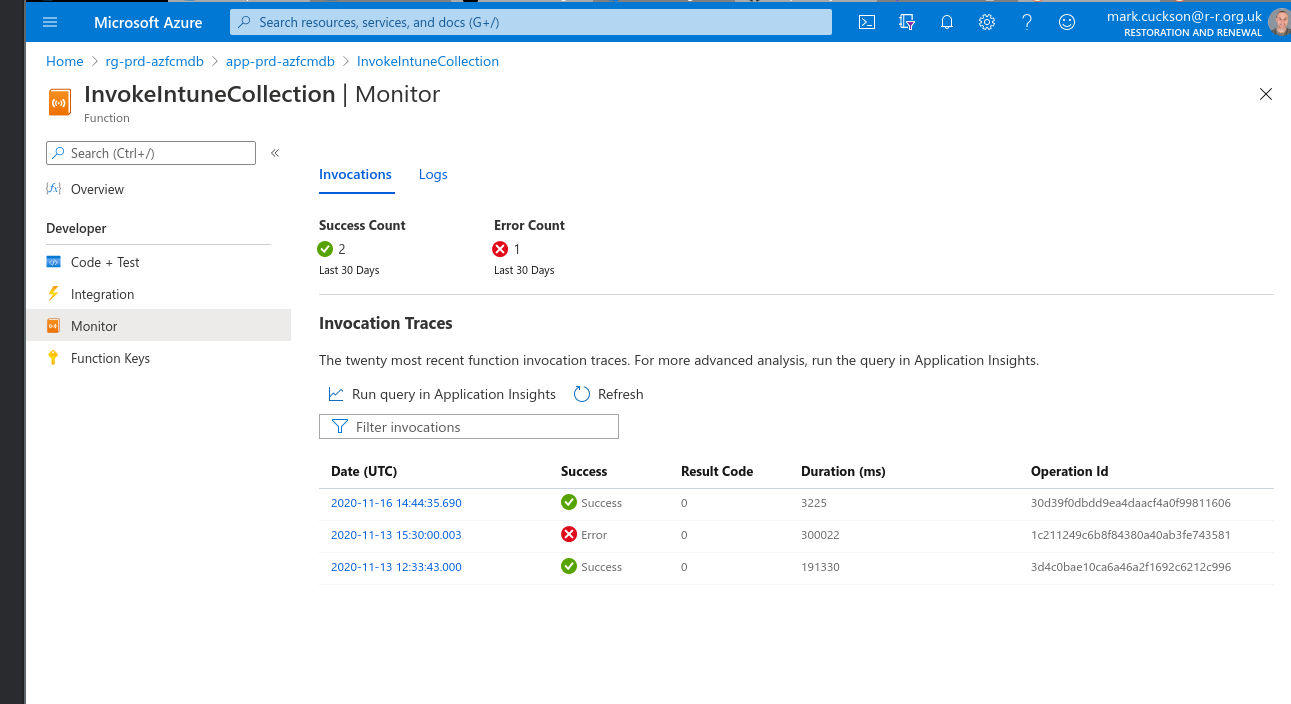 Microsoft Azure
Search resources, services, and docs (G+/)
mark.cuckson@r-r.org.uk
RESTORATION AND RENEWAL
Home > rg-prd-azfcmdb > app-prd-azfcmdb > InvokeIntuneCollection
InvokeIntuneCollection | Monitor
Function
Search (Ctrl+/)
«
Overview
Developer
Code + Test
Integration
Monitor
Function Keys
Invocations Logs
Success Count Error Count
2 1
Last 30 Days Last 30 Days
Invocation Traces
The twenty most recent function invocation traces. For more advanced analysis, run the query in Application Insights.
Run query in Application Insights Refresh
Filter invocations
Date (UTC) Success Result Code Duration (ms) Operation Id
2020-11-16 14:44:35.690 Success 0 3225 30d39f0dbdd9ea4daacf4a0f99811606
2020-11-13 15:30:00.003 Error 0 300022 1c211249c6b8f84380a40ab3fe743581
2020-11-13 12:33:43.000 Success 0 191330 3d4c0bae10ca6a46a2f1692c6212c996